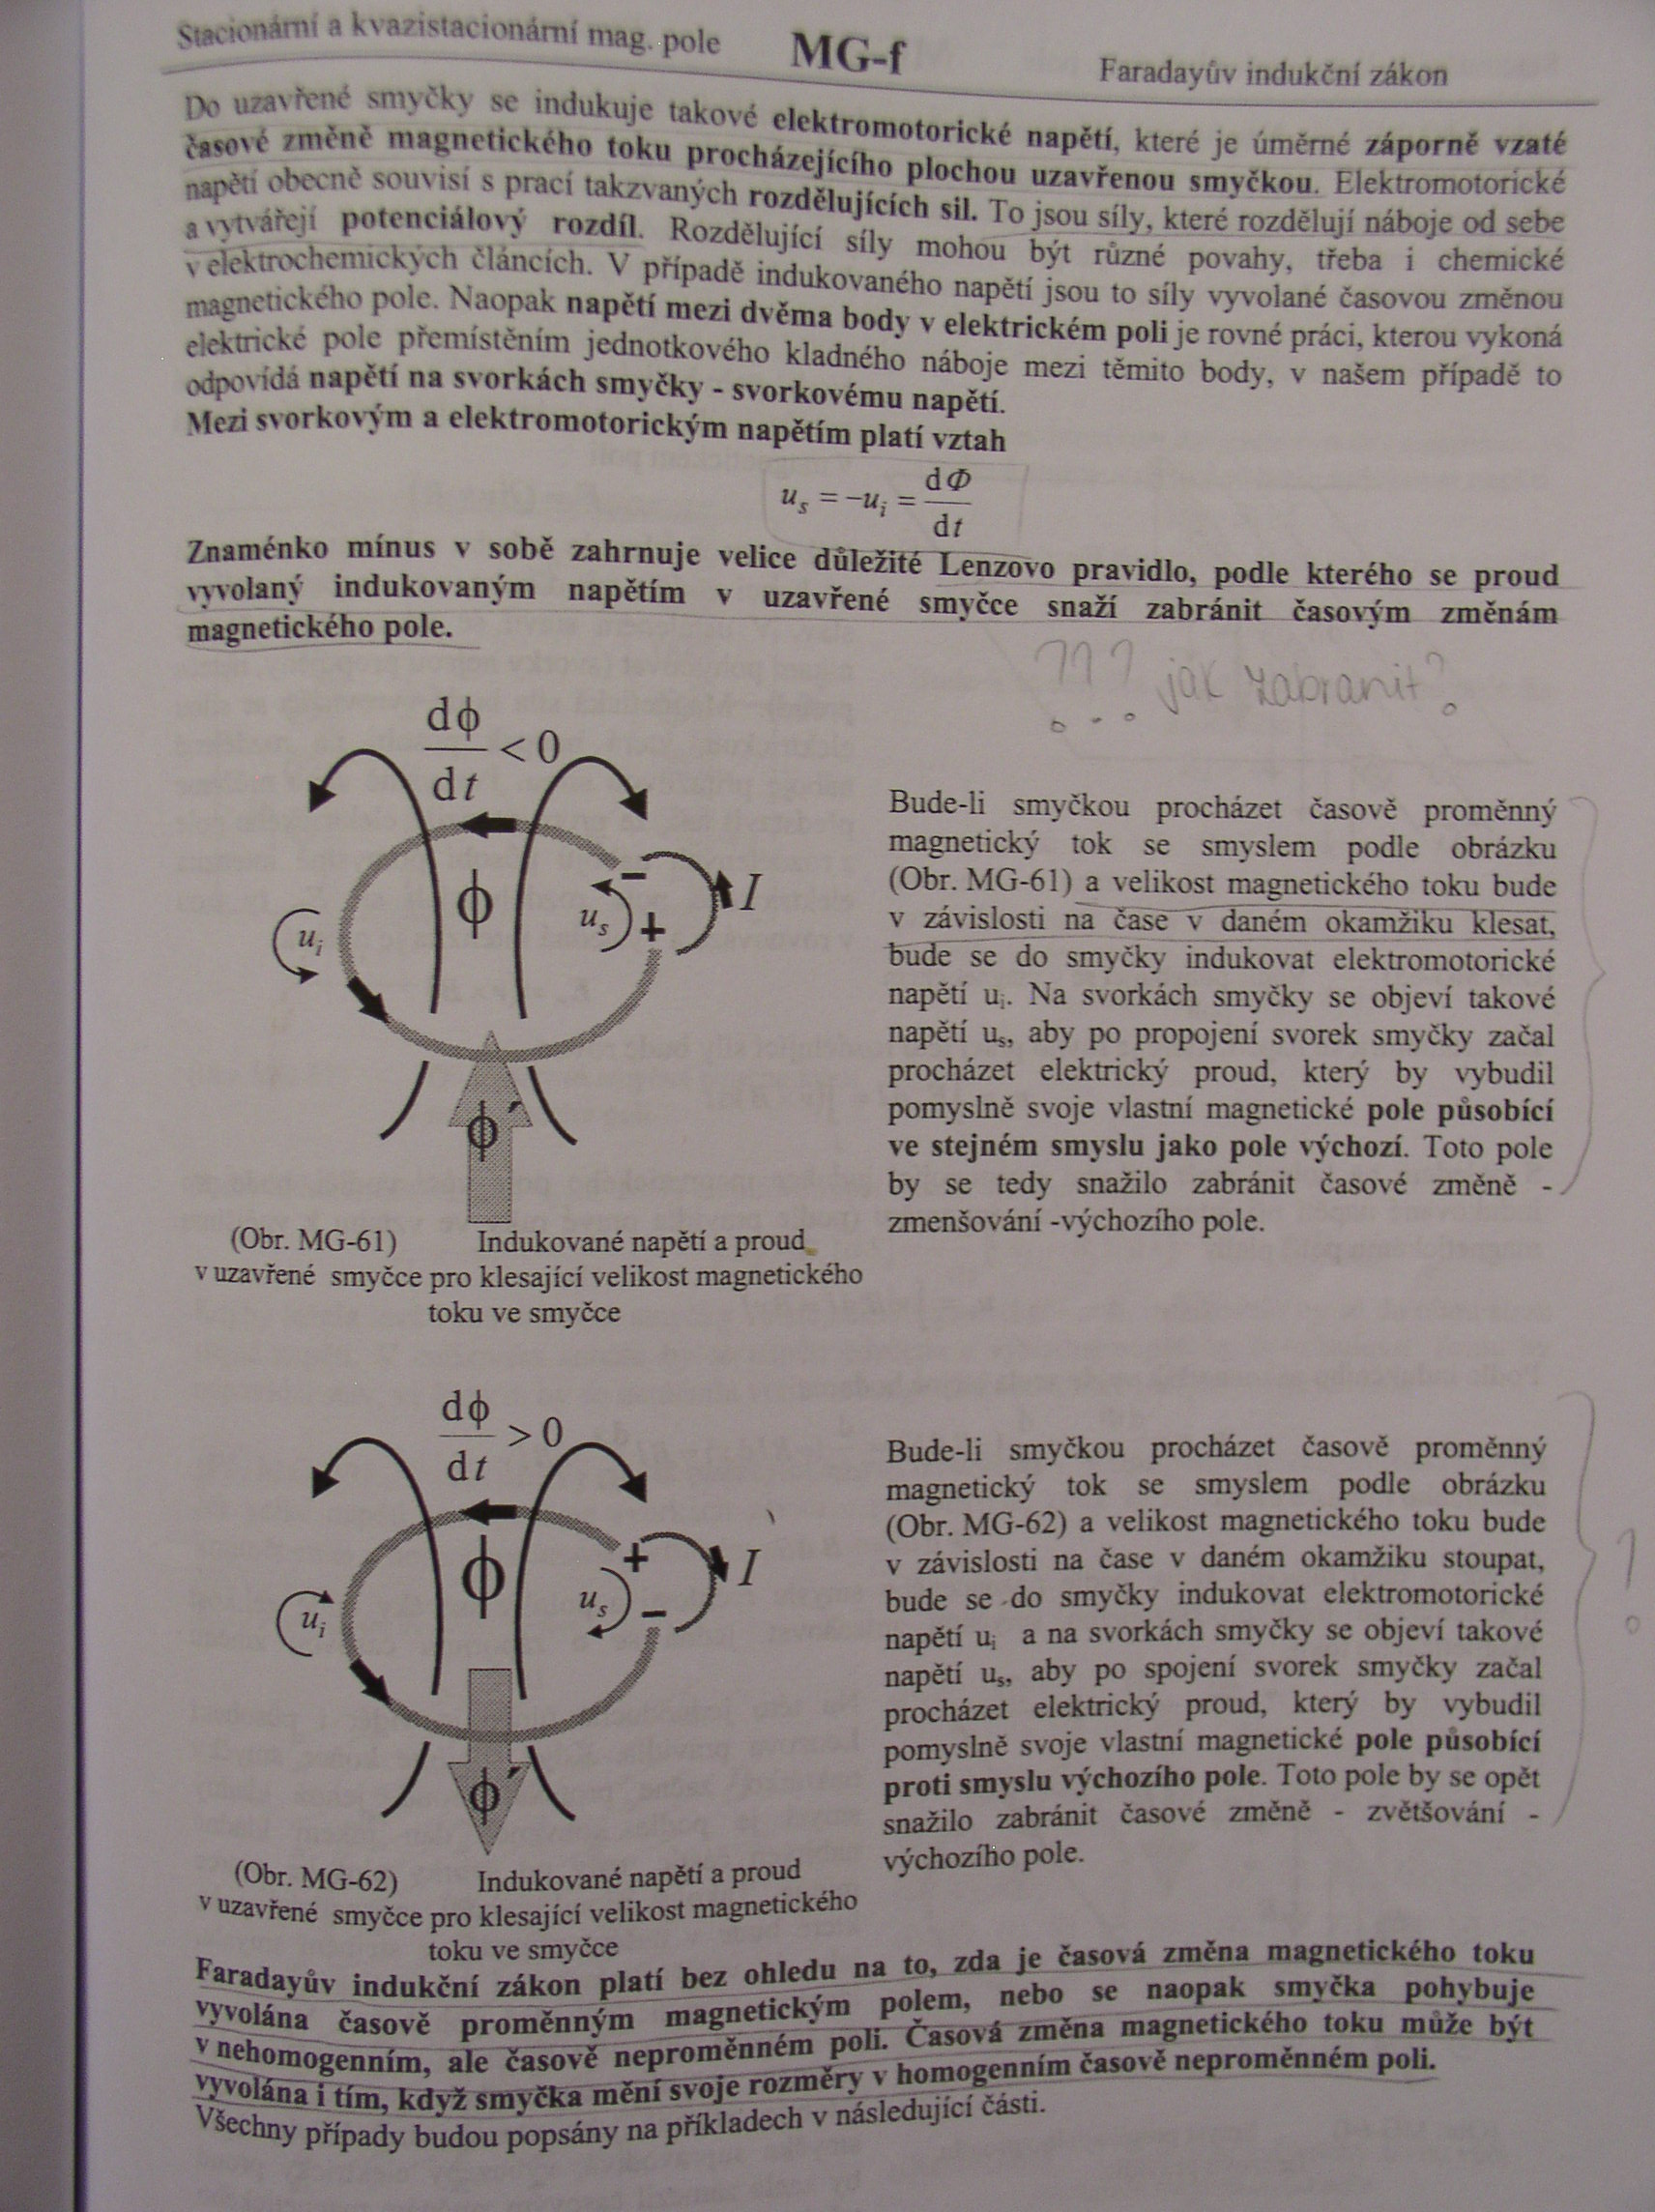 Stacionární a kvazistacionární mag. pole MG-f Faradayův indukční zákon
Do uzavřené smyčky se indukuje takové elektromotorické napětí, které je úměrné záporně vzaté
časové změně magnetického toku procházejícího plochou uzavřenou smyčkou. Elektromotorické
napětí obecně souvisí s prací takzvaných rozdělujících sil. To jsou síly, které rozdělují náboje od sebe
a vytvářejí potenciálový rozdíl. Rozdělující síly mohou být různé povahy, třeba i chemické
v elektrochemických článcích. V případě indukovaného napětí jsou to síly vyvolané časovou změnou
magnetického pole. Naopak napětí mezi dvěma body v elektrickém poli je rovné práci, kterou vykoná
elektrické pole přemístěním jednotkového kladného náboje mezi těmito body, v našem případě to
odpovídá napětí na svorkách smyčky - svorkovému napětí.
Mezi svorkovým a elektromotorickým napětím platí vztah
u_s = -u_i = dΦ/dt
Znaménko mínus v sobě zahrnuje velice důležité Lenzovo pravidlo, podle kterého se proud
vyvolaný indukovaným napětím v uzavřené smyčce snaží zabránit časovým změnám
magnetického pole.
??? jak zabranit?
dϕ/dt < 0
ϕ
u_i
u_s
-
+
I
ϕ´
(Obr. MG-61) Indukované napětí a proud
v uzavřené smyčce pro klesající velikost magnetického
toku ve smyčce
Bude-li smyčkou procházet časově proměnný
magnetický tok se smyslem podle obrázku
(Obr. MG-61) a velikost magnetického toku bude
v závislosti na čase v daném okamžiku klesat,
bude se do smyčky indukovat elektromotorické
napětí uᵢ. Na svorkách smyčky se objeví takové
napětí uₛ, aby po propojení svorek smyčky začal
procházet elektrický proud, který by vybudil
pomyslně svoje vlastní magnetické pole působící
ve stejném smyslu jako pole výchozí. Toto pole
by se tedy snažilo zabránit časové změně -
zmenšování -výchozího pole.
dϕ/dt > 0
ϕ
u_i
u_s
+
-
I
ϕ´
(Obr. MG-62) Indukované napětí a proud
v uzavřené smyčce pro klesající velikost magnetického
toku ve smyčce
Bude-li smyčkou procházet časově proměnný
magnetický tok se smyslem podle obrázku
(Obr. MG-62) a velikost magnetického toku bude
v závislosti na čase v daném okamžiku stoupat,
bude se do smyčky indukovat elektromotorické
napětí uᵢ a na svorkách smyčky se objeví takové
napětí uₛ, aby po spojení svorek smyčky začal
procházet elektrický proud, který by vybudil
pomyslně svoje vlastní magnetické pole působící
proti smyslu výchozího pole. Toto pole by se opět
snažilo zabránit časové změně - zvětšování -
výchozího pole.
?
Faradayův indukční zákon platí bez ohledu na to, zda je časová změna magnetického toku
vyvolána časově proměnným magnetickým polem, nebo se naopak smyčka pohybuje
v nehomogenním, ale časově neproměnném poli. Časová změna magnetického toku může být
vyvolána i tím, když smyčka mění svoje rozměry v homogenním časově neproměnném poli.
Všechny případy budou popsány na příkladech v následující části.